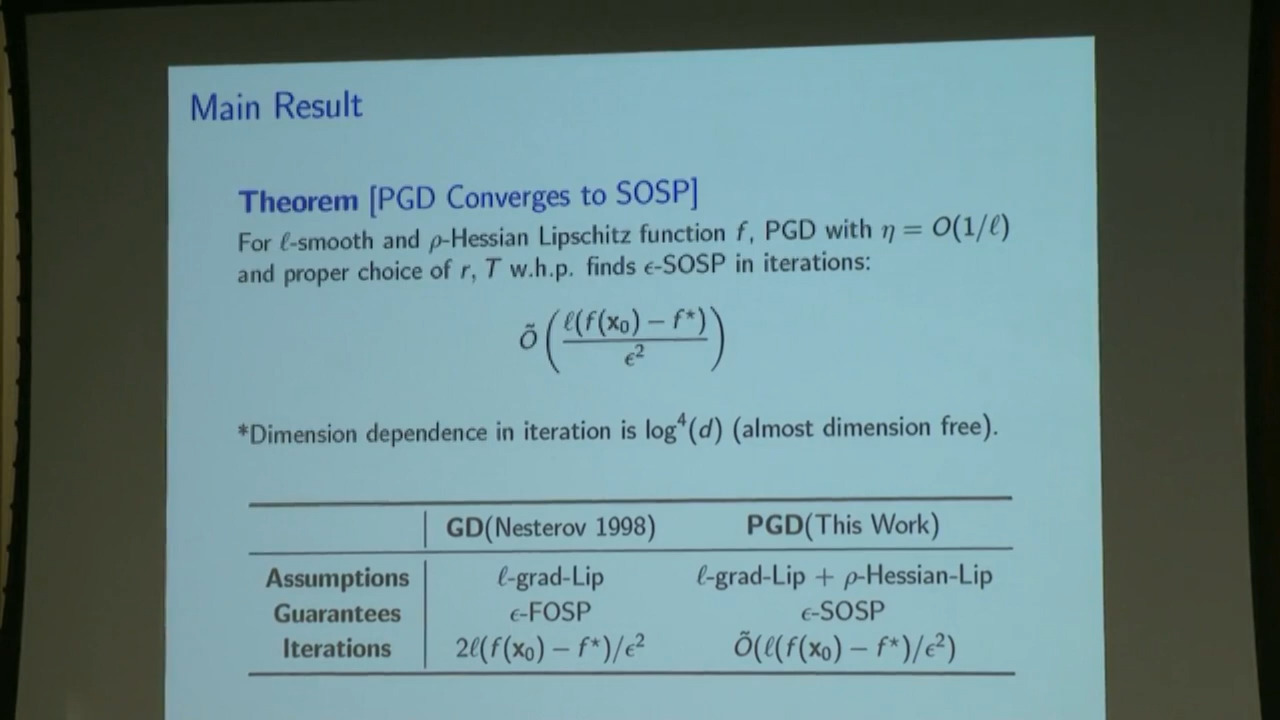 Main Result
Theorem [PGD Converges to SOSP]
For ℓ-smooth and ρ-Hessian Lipschitz function f, PGD with η = O(1/ℓ)
and proper choice of r, T w.h.p. finds ϵ-SOSP in iterations:
Õ ( ℓ(f(x₀) − f*) / ϵ² )
*Dimension dependence in iteration is log⁴(d) (almost dimension free).
GD(Nesterov 1998) PGD(This Work)
Assumptions ℓ-grad-Lip ℓ-grad-Lip + ρ-Hessian-Lip
Guarantees ϵ-FOSP ϵ-SOSP
Iterations 2ℓ(f(x₀) − f*)/ϵ² Õ(ℓ(f(x₀) − f*)/ϵ²)